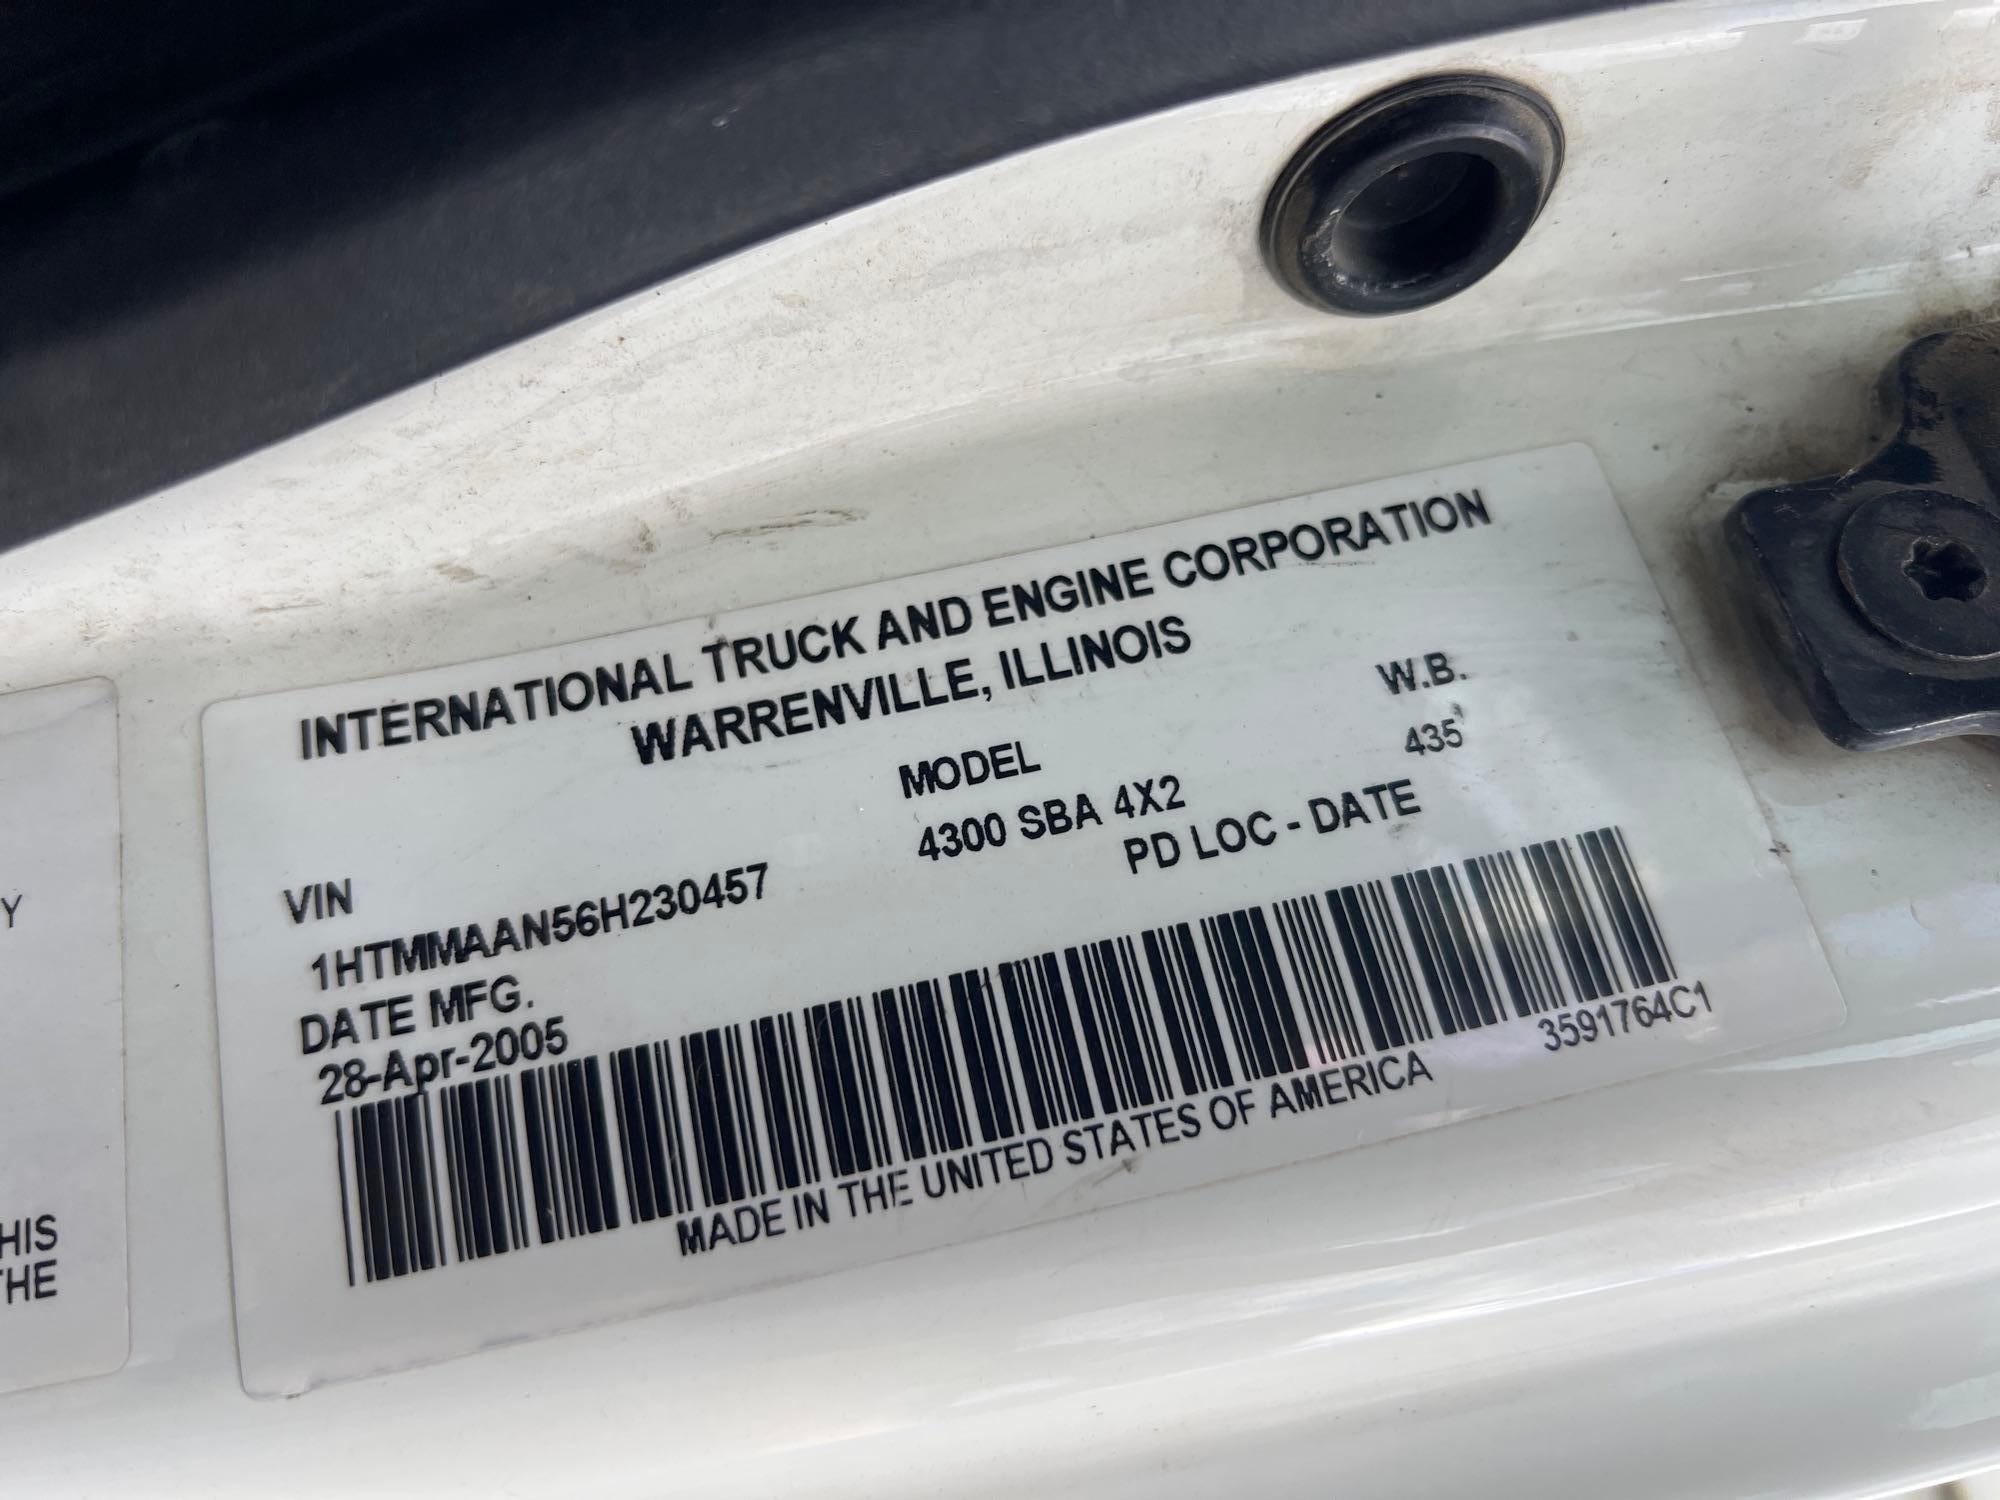 INTERNATIONAL TRUCK AND ENGINE CORPORATION
WARRENVILLE, ILLINOIS
MODEL W.B.
VIN 4300 SBA 4X2 435
1HTMMAAN56H230457 PD LOC - DATE
DATE MFG.
28-Apr-2005
MADE IN THE UNITED STATES OF AMERICA 3591764C1
Y
HIS
THE